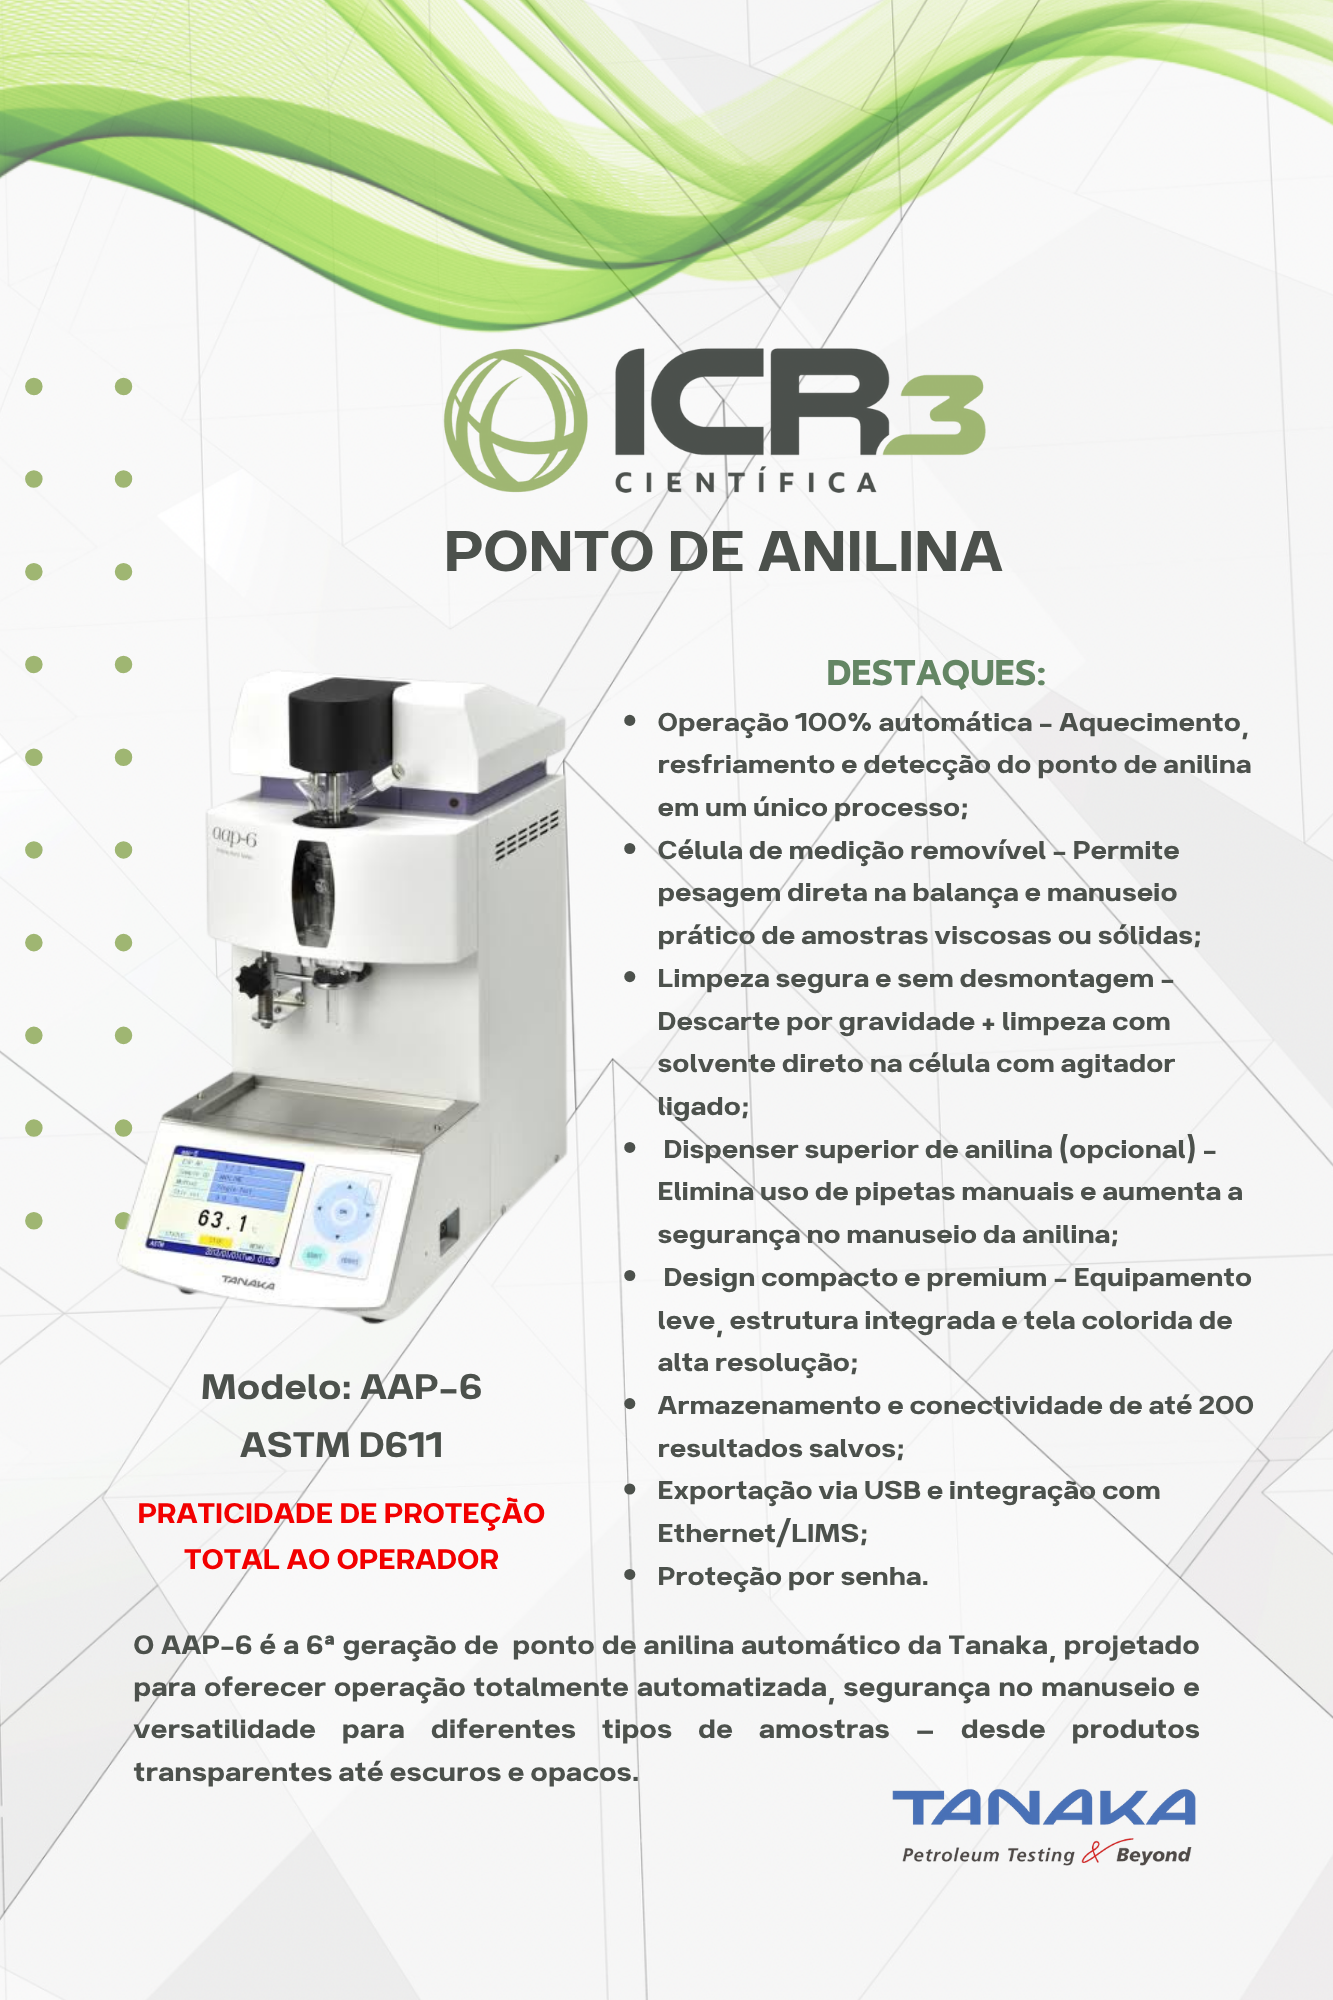 ICR3
CIENTÍFICA
PONTO DE ANILINA
DESTAQUES:
• Operação 100% automática – Aquecimento,
resfriamento e detecção do ponto de anilina
em um único processo;
• Célula de medição removível – Permite
pesagem direta na balança e manuseio
prático de amostras viscosas ou sólidas;
• Limpeza segura e sem desmontagem –
Descarte por gravidade + limpeza com
solvente direto na célula com agitador
ligado;
• Dispenser superior de anilina (opcional) –
Elimina uso de pipetas manuais e aumenta a
segurança no manuseio da anilina;
• Design compacto e premium – Equipamento
leve, estrutura integrada e tela colorida de
alta resolução;
• Armazenamento e conectividade de até 200
resultados salvos;
• Exportação via USB e integração com
Ethernet/LIMS;
• Proteção por senha.
aap-6
63.1
TANAKA
Modelo: AAP-6
ASTM D611
PRATICIDADE DE PROTEÇÃO
TOTAL AO OPERADOR
O AAP-6 é a 6ª geração de ponto de anilina automático da Tanaka, projetado
para oferecer operação totalmente automatizada, segurança no manuseio e
versatilidade para diferentes tipos de amostras – desde produtos
transparentes até escuros e opacos.
TANAKA
Petroleum Testing & Beyond